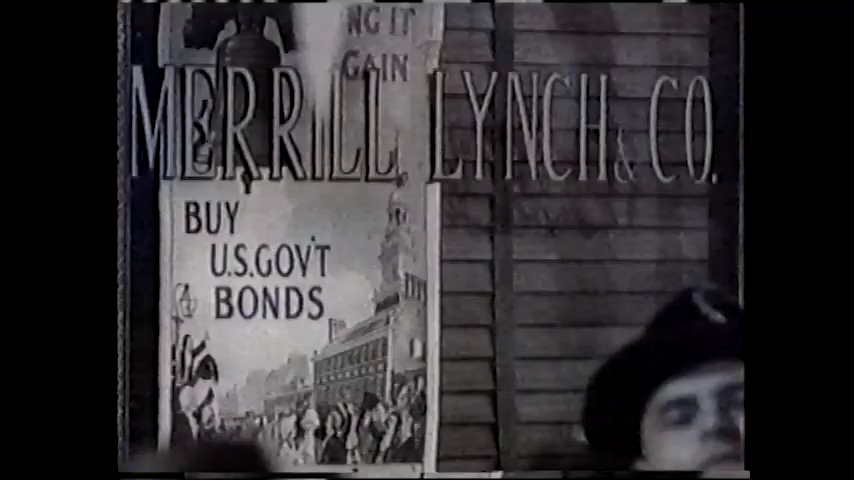 NG IT
GAIN
MERRILL, LYNCH & CO.
BUY
U.S. GOV'T
BONDS